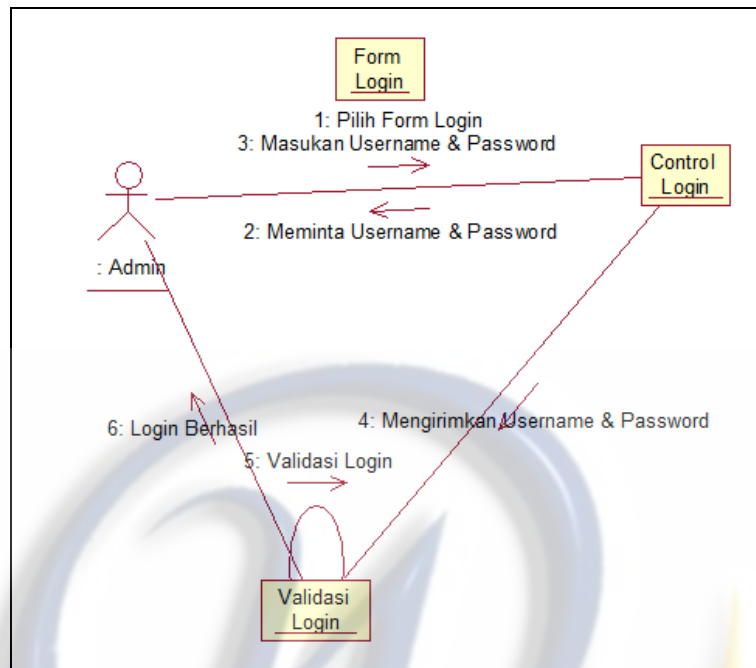 Form
Login
1: Pilih Form Login
3: Masukan Username & Password
Control
Login
2: Meminta Username & Password
: Admin
6: Login Berhasil
4: Mengirimkan Username & Password
5: Validasi Login
Validasi
Login